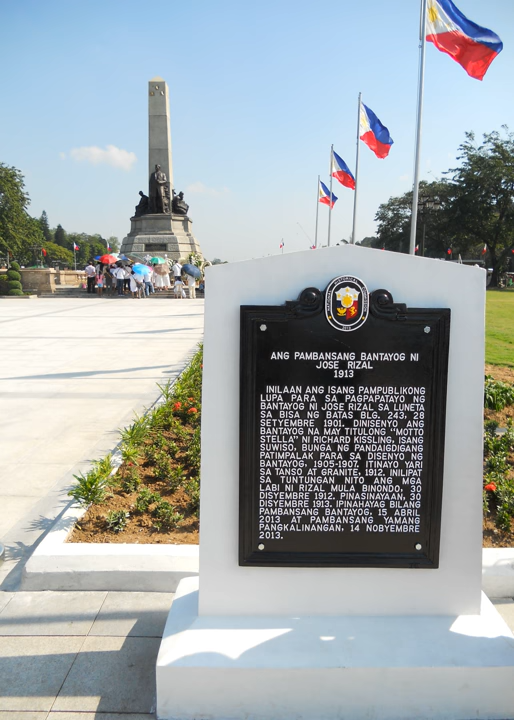 ANG PAMBANSANG BANTAYOG NI
JOSE RIZAL
1913
INILAAN ANG ISANG PAMPUBLIKONG
LUPA PARA SA PAGPAPATAYO NG
BANTAYOG NI JOSE RIZAL SA LUNETA
SA BISA NG BATAS BLG. 243, 28
SETYEMBRE 1901. DINISENYO ANG
BANTAYOG NA MAY TITULONG "MOTTO
STELLA" NI RICHARD KISSLING, ISANG
SUWISO, BUNGA NG PANDAIGDIGANG
PATIMPALAK PARA SA DISENYO NG
BANTAYOG, 1905-1907. ITINAYO YARI
SA TANSO AT GRANITE, 1912. INILIPAT
SA TUNTUNGAN NITO ANG MGA
LABI NI RIZAL MULA BINONDO, 30
DISYEMBRE 1912. PINASINAYAN, 30
DISYEMBRE 1913. IPINAHAYAG BILANG
PAMBANSANG BANTAYOG, 15 ABRIL
2013 AT PAMBANSANG YAMANG
PANGKALINANGAN, 14 NOBYEMBRE
2013.